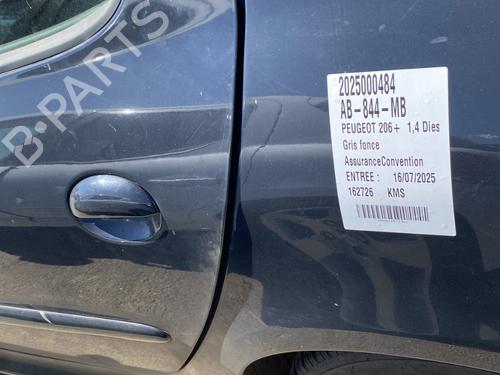 B-PARTS
2025000484
AB-844-MB
PEUGEOT 206+ 1,4 Dies
Gris fonce
AssuranceConvention
ENTREE : 16/07/2025
162726 KMS